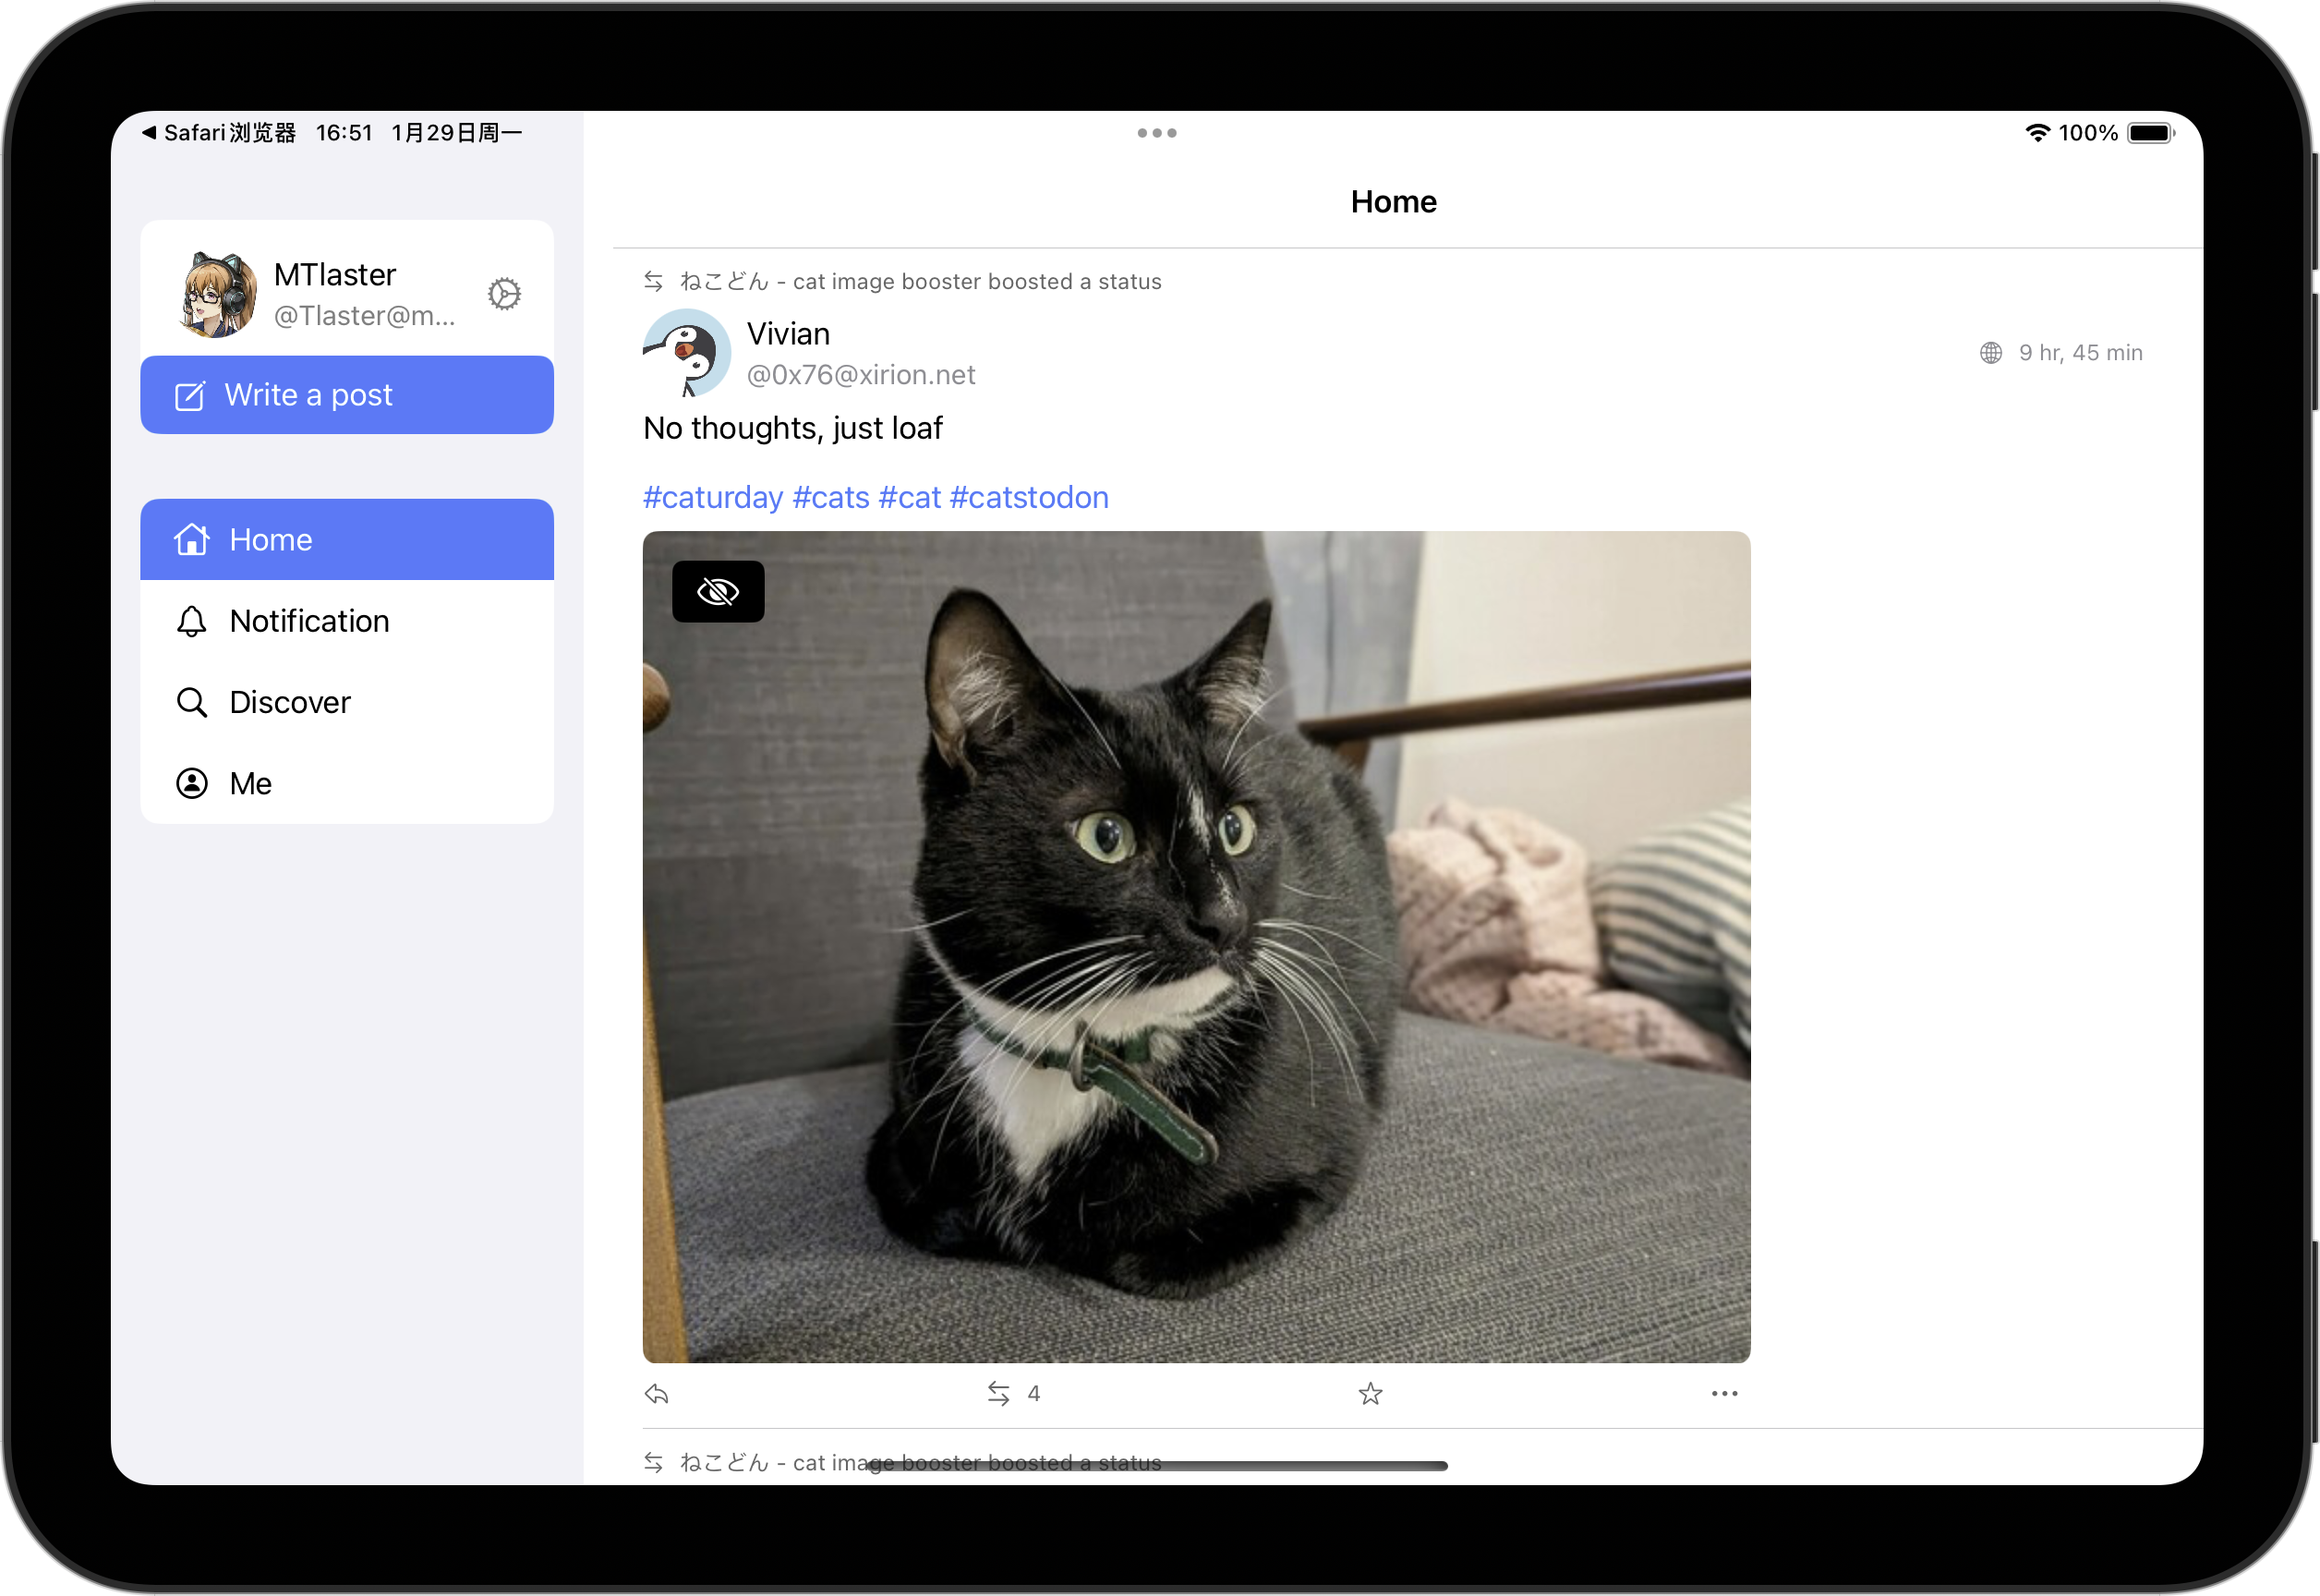 Safari浏览器 16:51 1月29日周一
100%
MTlaster
@Tlaster@m...
Write a post
Home
Notification
Discover
Me
Home
ねこどん - cat image booster boosted a status
Vivian
@0x76@xirion.net
9 hr, 45 min
No thoughts, just loaf
#caturday #cats #cat #catstodon
4
ねこどん - cat image booster boosted a status